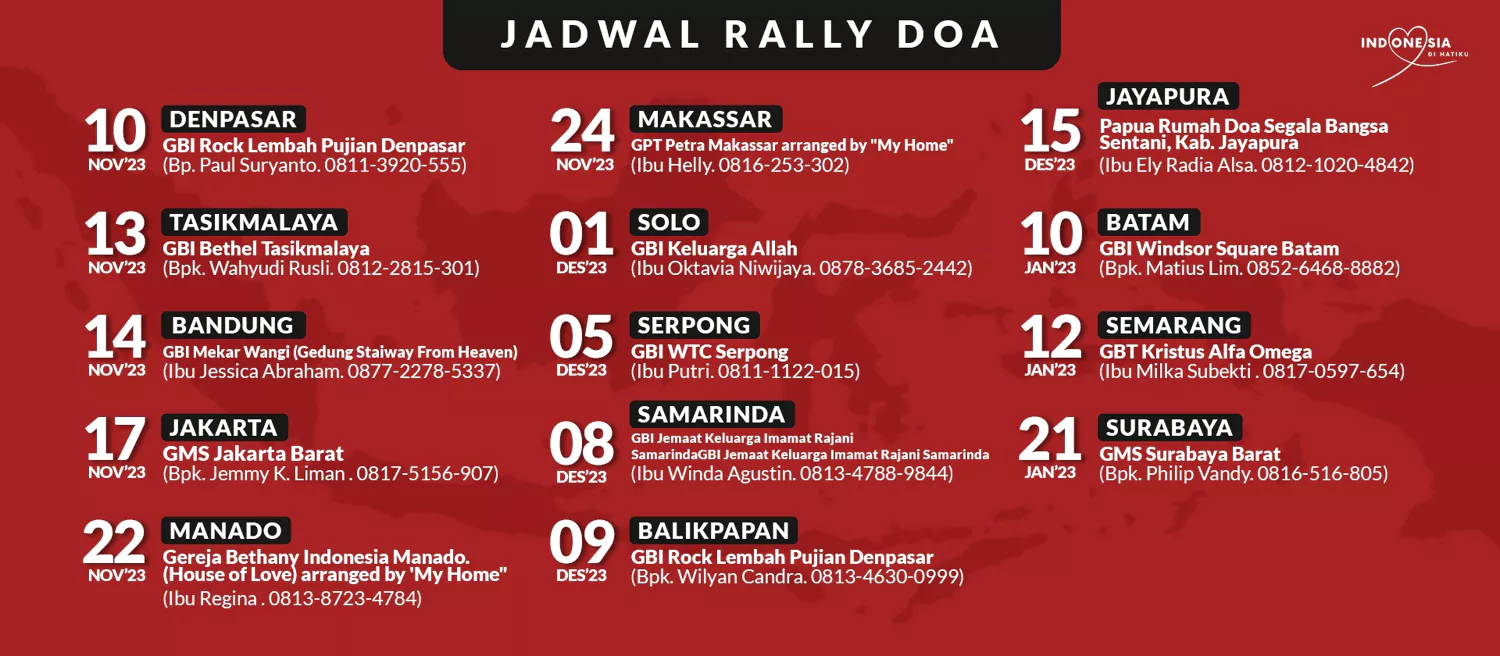 JADWAL RALLY DOA
INDONESIA
DI HATIKU
10
NOV'23
DENPASAR
GBI Rock Lembah Pujian Denpasar
(Bp. Paul Suryanto. 0811-3920-555)
13
NOV'23
TASIKMALAYA
GBI Bethel Tasikmalaya
(Bpk. Wahyudi Rusli. 0812-2815-301)
14
NOV'23
BANDUNG
GBI Mekar Wangi (Gedung Staiway From Heaven)
(Ibu Jessica Abraham. 0877-2278-5337)
17
NOV'23
JAKARTA
GMS Jakarta Barat
(Bpk. Jemmy K. Liman . 0817-5156-907)
22
NOV'23
MANADO
Gereja Bethany Indonesia Manado.
(House of Love) arranged by 'My Home"
(Ibu Regina . 0813-8723-4784)
24
NOV'23
MAKASSAR
GPT Petra Makassar arranged by "My Home"
(Ibu Helly. 0816-253-302)
01
DES'23
SOLO
GBI Keluarga Allah
(Ibu Oktavia Niwijaya. 0878-3685-2442)
05
DES'23
SERPONG
GBI WTC Serpong
(Ibu Putri. 0811-1122-015)
08
DES'23
SAMARINDA
GBI Jemaat Keluarga Imamat Rajani
SamarindaGBI Jemaat Keluarga Imamat Rajani Samarinda
(Ibu Winda Agustin. 0813-4788-9844)
09
DES'23
BALIKPAPAN
GBI Rock Lembah Pujian Denpasar
(Bpk. Wilyan Candra. 0813-4630-0999)
15
DES'23
JAYAPURA
Papua Rumah Doa Segala Bangsa
Sentani, Kab. Jayapura
(Ibu Ely Radia Alsa. 0812-1020-4842)
10
JAN'23
BATAM
GBI Windsor Square Batam
(Bpk. Matius Lim. 0852-6468-8882)
12
JAN'23
SEMARANG
GBT Kristus Alfa Omega
(Ibu Milka Subekti . 0817-0597-654)
21
JAN'23
SURABAYA
GMS Surabaya Barat
(Bpk. Philip Vandy. 0816-516-805)